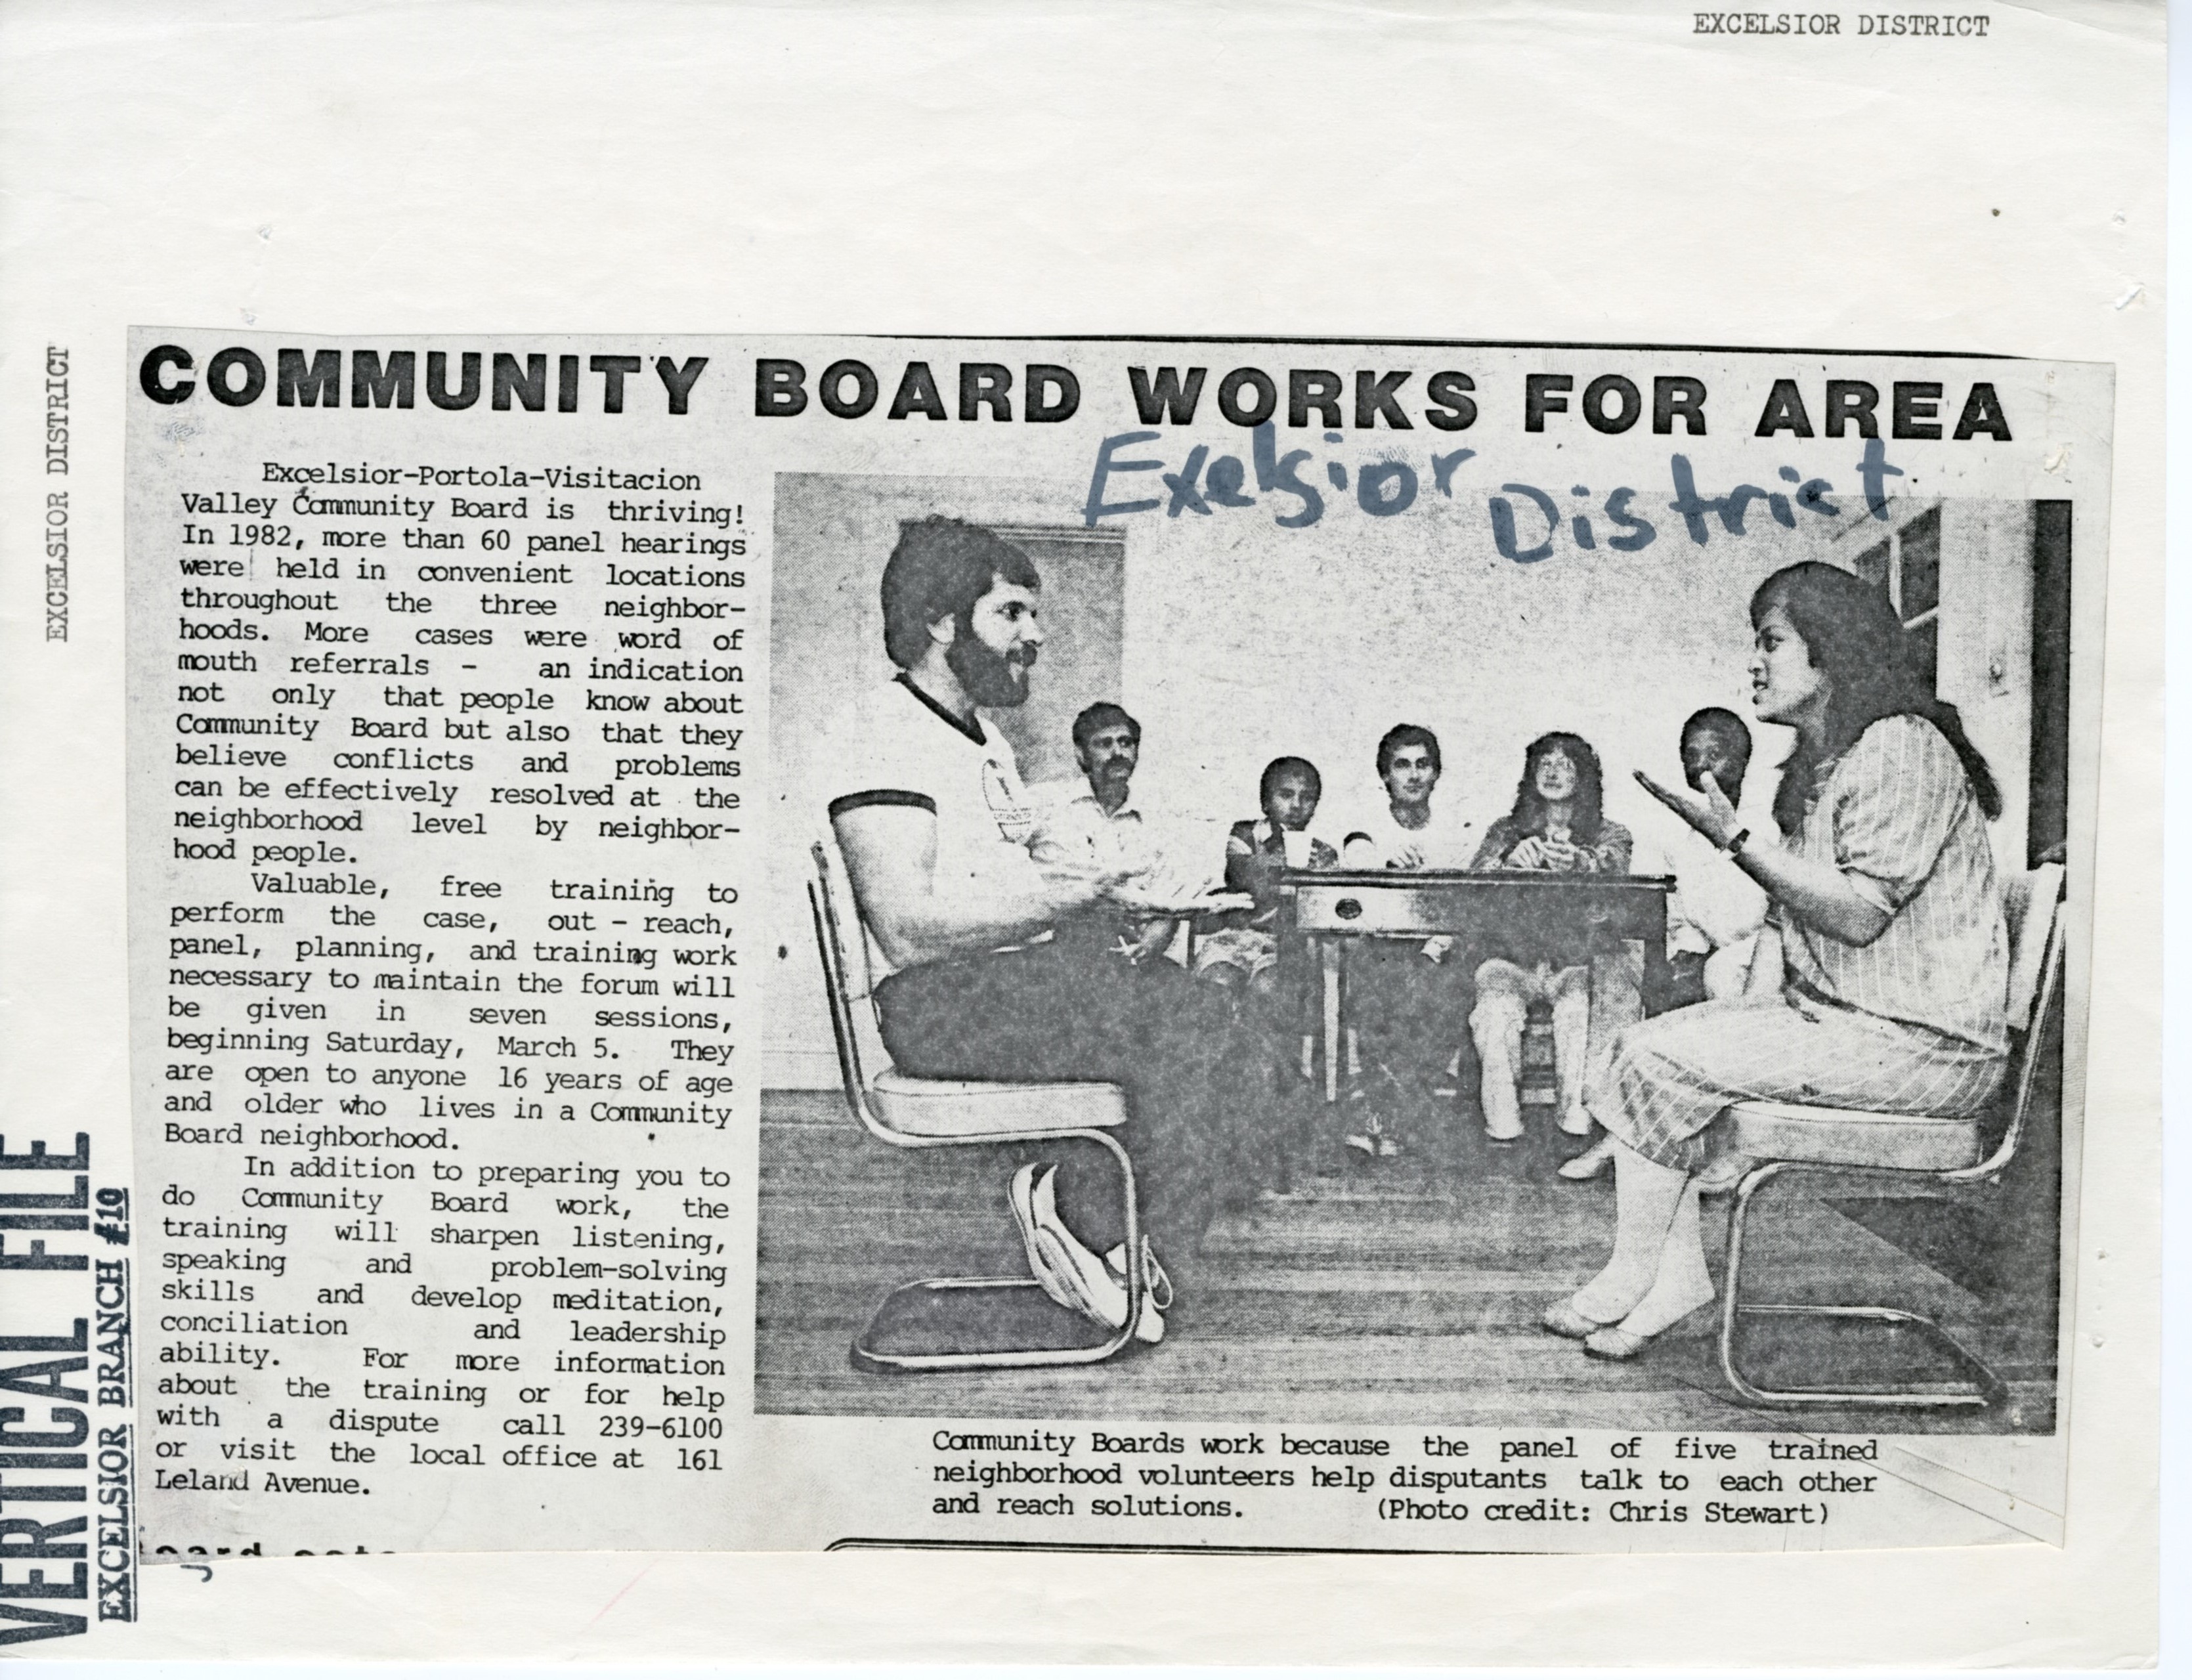 EXCELSIOR DISTRICT
EXCELSIOR DISTRICT
COMMUNITY BOARD WORKS FOR AREA
Exelsior District
Excelsior-Portola-Visitacion
Valley Community Board is thriving!
In 1982, more than 60 panel hearings
were held in convenient locations
throughout the three neighbor-
hoods. More cases were word of
mouth referrals - an indication
not only that people know about
Community Board but also that they
believe conflicts and problems
can be effectively resolved at the
neighborhood level by neighbor-
hood people.
Valuable, free training to
perform the case, out - reach,
panel, planning, and training work
necessary to maintain the forum will
be given in seven sessions,
beginning Saturday, March 5. They
are open to anyone 16 years of age
and older who lives in a Community
Board neighborhood.
In addition to preparing you to
do Community Board work, the
training will sharpen listening,
speaking and problem-solving
skills and develop meditation,
conciliation and leadership
ability. For more information
about the training or for help
with a dispute call 239-6100
or visit the local office at 161
Leland Avenue.
Community Boards work because the panel of five trained
neighborhood volunteers help disputants talk to each other
and reach solutions. (Photo credit: Chris Stewart)
VERTICAL FILE
EXCELSIOR BRANCH #10